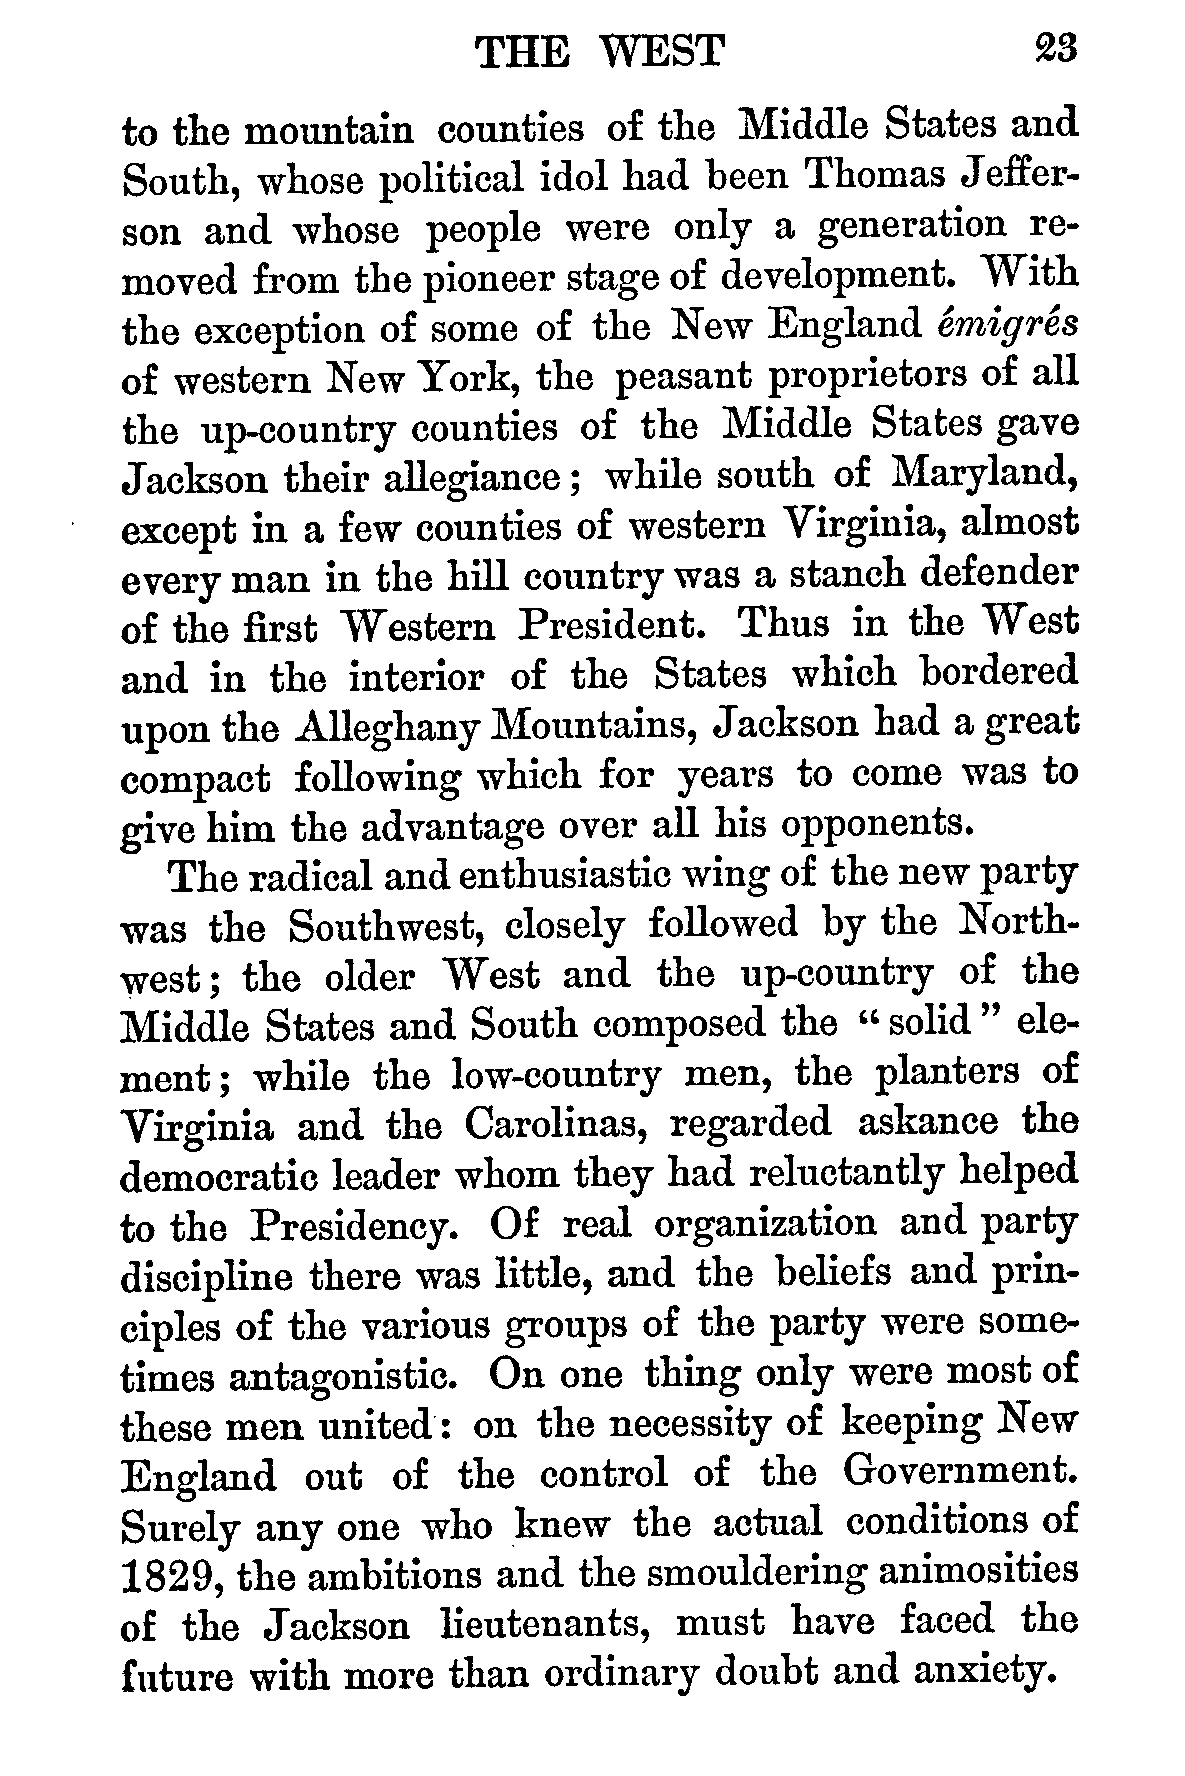 THE WEST 23
to the mountain counties of the Middle States and
South, whose political idol had been Thomas Jeffer-
son and whose people were only a generation re-
moved from the pioneer stage of development. With
the exception of some of the New England émigrés
of western New York, the peasant proprietors of all
the up-country counties of the Middle States gave
Jackson their allegiance; while south of Maryland,
except in a few counties of western Virginia, almost
every man in the hill country was a stanch defender
of the first Western President. Thus in the West
and in the interior of the States which bordered
upon the Alleghany Mountains, Jackson had a great
compact following which for years to come was to
give him the advantage over all his opponents.
The radical and enthusiastic wing of the new party
was the Southwest, closely followed by the North-
west; the older West and the up-country of the
Middle States and South composed the "solid" ele-
ment; while the low-country men, the planters of
Virginia and the Carolinas, regarded askance the
democratic leader whom they had reluctantly helped
to the Presidency. Of real organization and party
discipline there was little, and the beliefs and prin-
ciples of the various groups of the party were some-
times antagonistic. On one thing only were most of
these men united: on the necessity of keeping New
England out of the control of the Government.
Surely any one who knew the actual conditions of
1829, the ambitions and the smouldering animosities
of the Jackson lieutenants, must have faced the
future with more than ordinary doubt and anxiety.